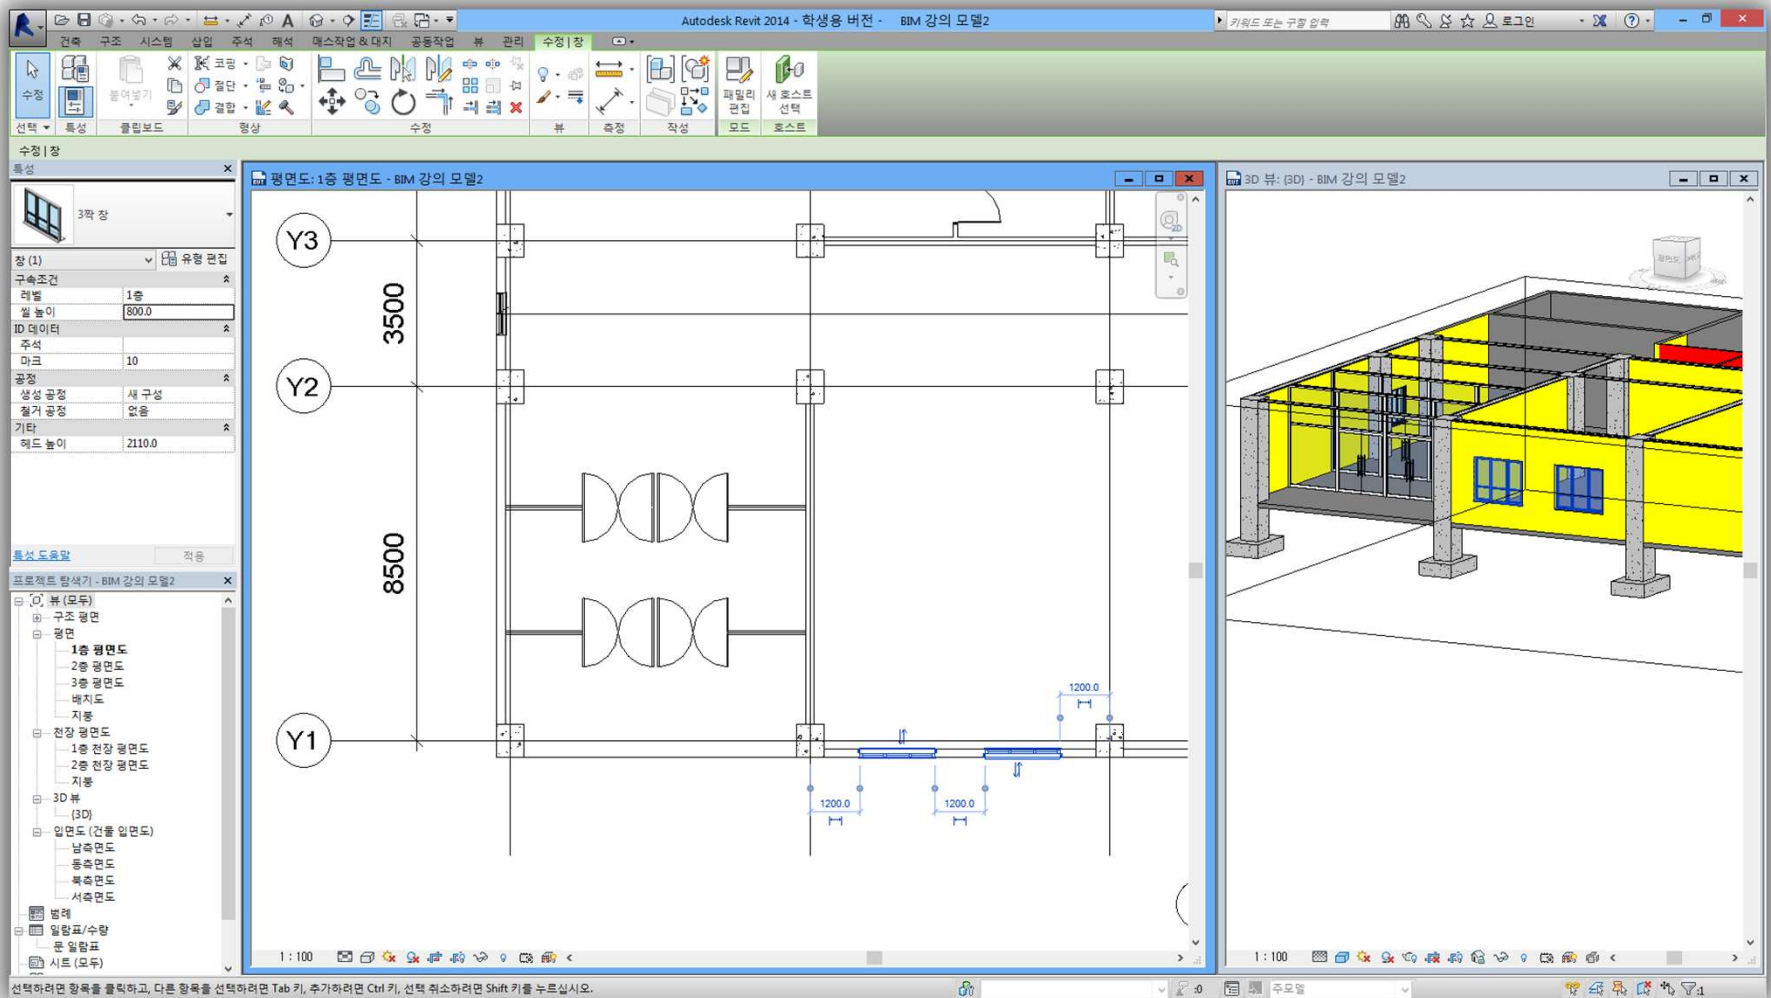 Autodesk Revit 2014 - 학생용 버전 - BIM 강의 모델2
키워드 또는 구절 입력
로그인
건축 구조 시스템 삽입 주석 해석 매스작업 & 대지 공동작업 뷰 관리 수정 | 창
수정
붙여넣기
코핑
절단
결합
패밀리 편집
새 호스트 선택
선택 특성 클립보드 형상 수정 뷰 측정 작성 모드 호스트
수정 | 창
특성
3짝 창
창 (1)
유형 편집
구속조건
레벨 1층
씰 높이 800.0
ID 데이터
주석
마크 10
공정
생성 공정 새 구성
철거 공정 없음
기타
헤드 높이 2110.0
특성 도움말
적용
프로젝트 탐색기 - BIM 강의 모델2
뷰 (모두)
구조 평면
평면
1층 평면도
2층 평면도
3층 평면도
배치도
지붕
천장 평면도
1층 천장 평면도
2층 천장 평면도
지붕
3D 뷰
{3D}
입면도 (건물 입면도)
남측면도
동측면도
북측면도
서측면도
범례
일람표/수량
문 일람표
시트 (모두)
평면도: 1층 평면도 - BIM 강의 모델2
2D
Y3
3500
Y2
8500
Y1
1200.0
1200.0
1200.0
1 : 100
3D 뷰: {3D} - BIM 강의 모델2
평면도
1 : 100
선택하려면 항목을 클릭하고, 다른 항목을 선택하려면 Tab 키, 추가하려면 Ctrl 키, 선택 취소하려면 Shift 키를 누르십시오.
:0
주모델
:1